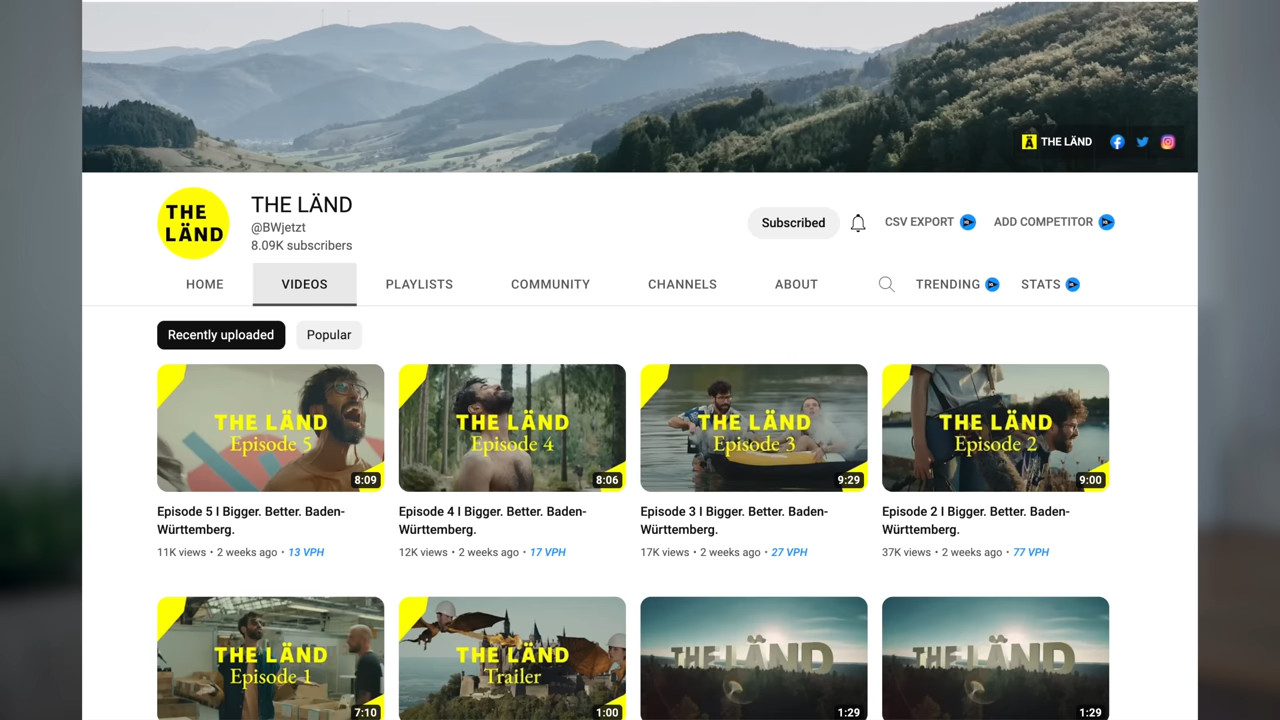 Ä THE LÄND
THE
LÄND
THE LÄND
@BWjetzt
8.09K subscribers
Subscribed
CSV EXPORT
ADD COMPETITOR
HOME
VIDEOS
PLAYLISTS
COMMUNITY
CHANNELS
ABOUT
TRENDING
STATS
Recently uploaded
Popular
THE LÄND
Episode 5
8:09
THE LÄND
Episode 4
8:06
THE LÄND
Episode 3
9:29
THE LÄND
Episode 2
9:00
Episode 5 I Bigger. Better. Baden-
Württemberg.
11K views • 2 weeks ago • 13 VPH
Episode 4 I Bigger. Better. Baden-
Württemberg.
12K views • 2 weeks ago • 17 VPH
Episode 3 I Bigger. Better. Baden-
Württemberg.
17K views • 2 weeks ago • 27 VPH
Episode 2 I Bigger. Better. Baden-
Württemberg.
37K views • 2 weeks ago • 77 VPH
THE LÄND
Episode 1
7:10
THE LÄND
Trailer
1:00
THE LÄND
1:29
THE LÄND
1:29